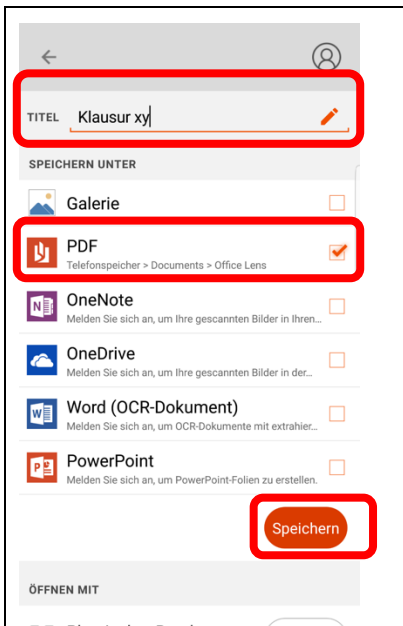 TITEL Klausur xy
SPEICHERN UNTER
Galerie
PDF
Telefonspeicher > Documents > Office Lens
OneNote
Melden Sie sich an, um Ihre gescannten Bilder in Ihren...
OneDrive
Melden Sie sich an, um Ihre gescannten Bilder in der...
Word (OCR-Dokument)
Melden Sie sich an, um OCR-Dokumente mit extrahier...
PowerPoint
Melden Sie sich an, um PowerPoint-Folien zu erstellen.
Speichern
ÖFFNEN MIT